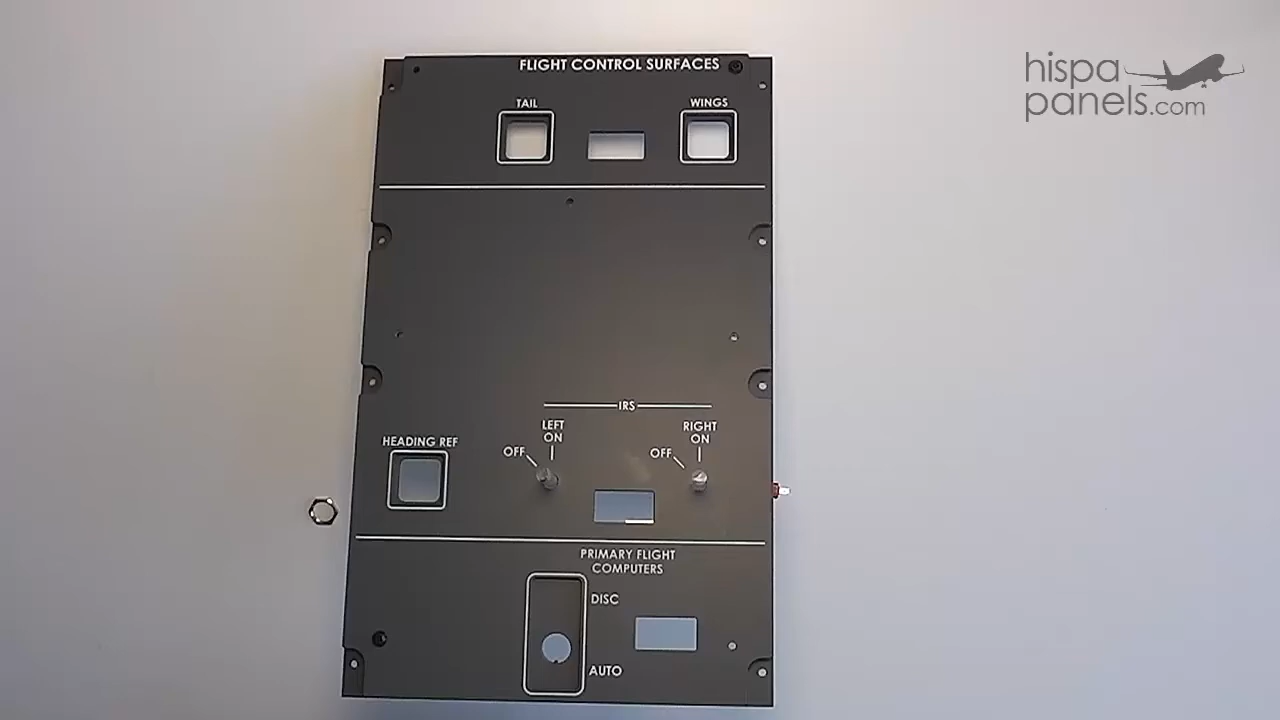 hispa
panels.com
FLIGHT CONTROL SURFACES
TAIL
WINGS
IRS
LEFT
ON
OFF
RIGHT
ON
OFF
HEADING REF
PRIMARY FLIGHT
COMPUTERS
DISC
AUTO